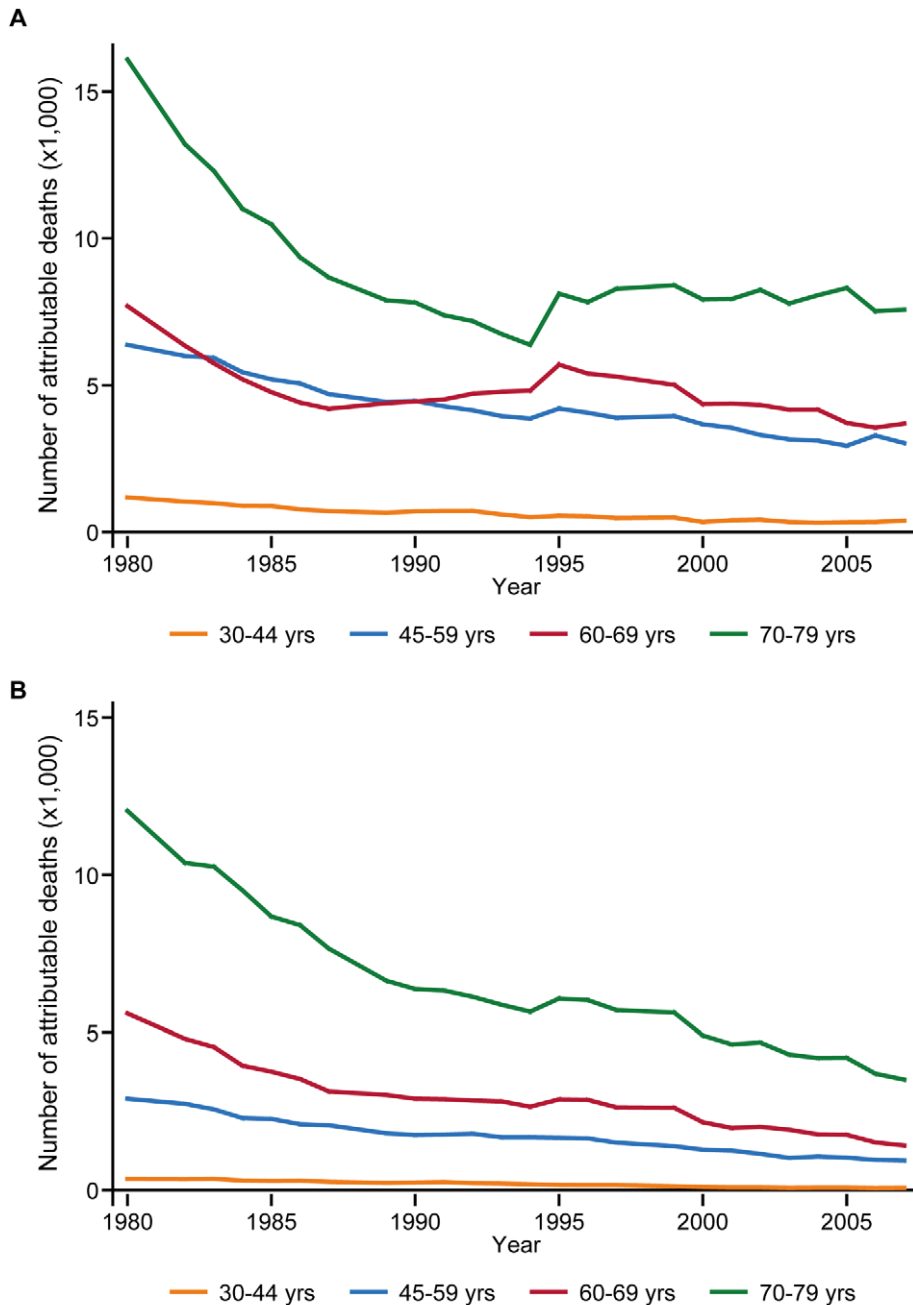 A
Number of attributable deaths (x1,000)
15
10
5
0
1980 1985 1990 1995 2000 2005
Year
30-44 yrs 45-59 yrs 60-69 yrs 70-79 yrs
B
Number of attributable deaths (x1,000)
15
10
5
0
1980 1985 1990 1995 2000 2005
Year
30-44 yrs 45-59 yrs 60-69 yrs 70-79 yrs